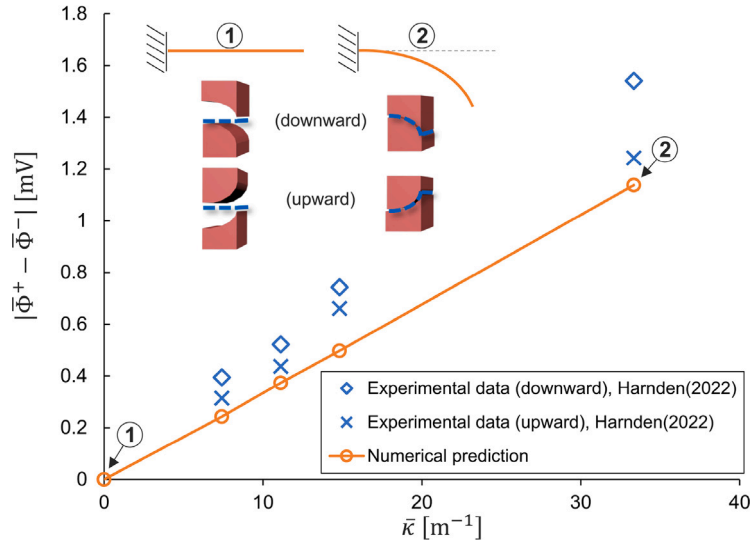 1.8
1.6
1.4
1.2
1
0.8
0.6
0.4
0.2
0
|Φ̅⁺ − Φ̅⁻| [mV]
1
2
(downward)
(upward)
2
1
Experimental data (downward), Harnden(2022)
Experimental data (upward), Harnden(2022)
Numerical prediction
0 10 20 30 40
κ̅ [m⁻¹]